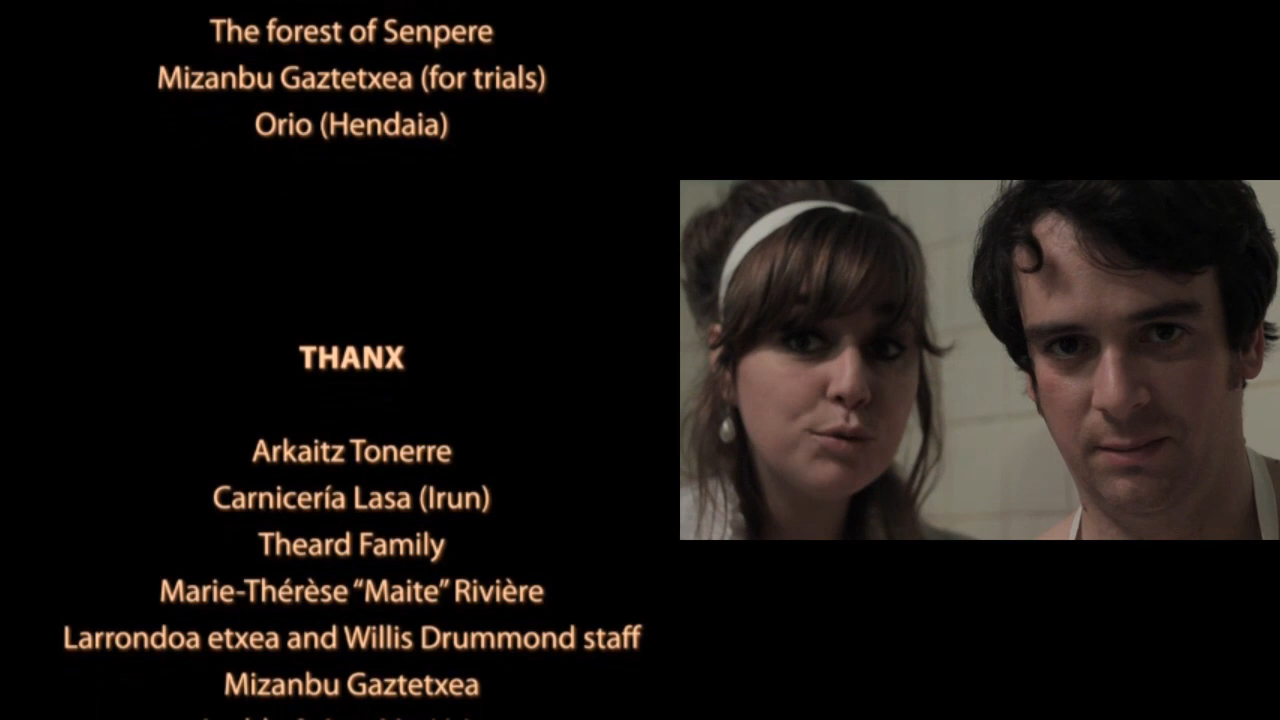 The forest of Senpere
Mizanbu Gaztetxea (for trials)
Orio (Hendaia)
THANX
Arkaitz Tonerre
Carnicería Lasa (Irun)
Theard Family
Marie-Thérèse “Maite” Rivière
Larrondoa etxea and Willis Drummond staff
Mizanbu Gaztetxea